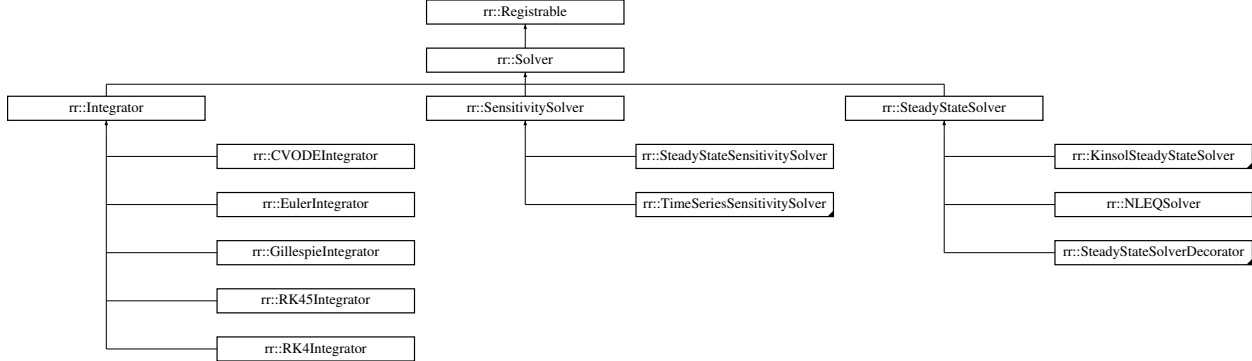 rr::Registrable
rr::Solver
rr::Integrator
rr::SensitivitySolver
rr::SteadyStateSolver
rr::CVODEIntegrator
rr::SteadyStateSensitivitySolver
rr::KinsolSteadyStateSolver
rr::EulerIntegrator
rr::TimeSeriesSensitivitySolver
rr::NLEQSolver
rr::GillespieIntegrator
rr::SteadyStateSolverDecorator
rr::RK45Integrator
rr::RK4Integrator